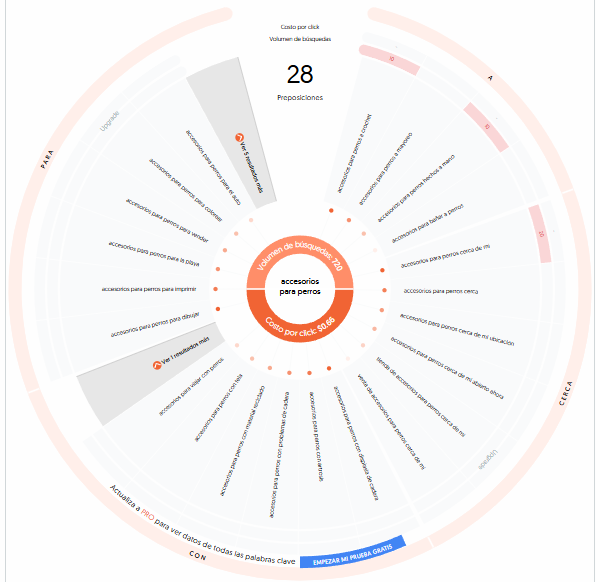 Costo por click
Volumen de búsquedas
28
Preposiciones
A
accesorios para perros a crochet
accesorios para perros a mayoreo
accesorios para perros hechos a mano
accesorios para bañar a perros
CERCA
accesorios para perros cerca de mi
accesorios para perros cerca
accesorios para perros cerca de mi ubicación
accesorios para perros cerca de mi abierto ahora
tienda de accesorios para perros cerca de mi
venta de accesorios para perros cerca de mi
Upgrade
CON
accesorios para perros con displasia de cadera
accesorios para perros con artrosis
accesorios para perros con problemas de cadera
accesorios para perros con material reciclado
accesorios para perros con tela
accesorios para viajar con perros
Ver 1 resultados más
PARA
accesorios para perros para dibujar
accesorios para perros para imprimir
accesorios para perros para la playa
accesorios para perros para vender
accesorios para perros para colorear
accesorios para perros para el auto
Ver 5 resultados más
Upgrade
Volumen de búsquedas: 720
accesorios
para perros
Costo por click: $0.66
Actualiza a PRO para ver datos de todas las palabras clave
EMPEZAR MI PRUEBA GRATIS